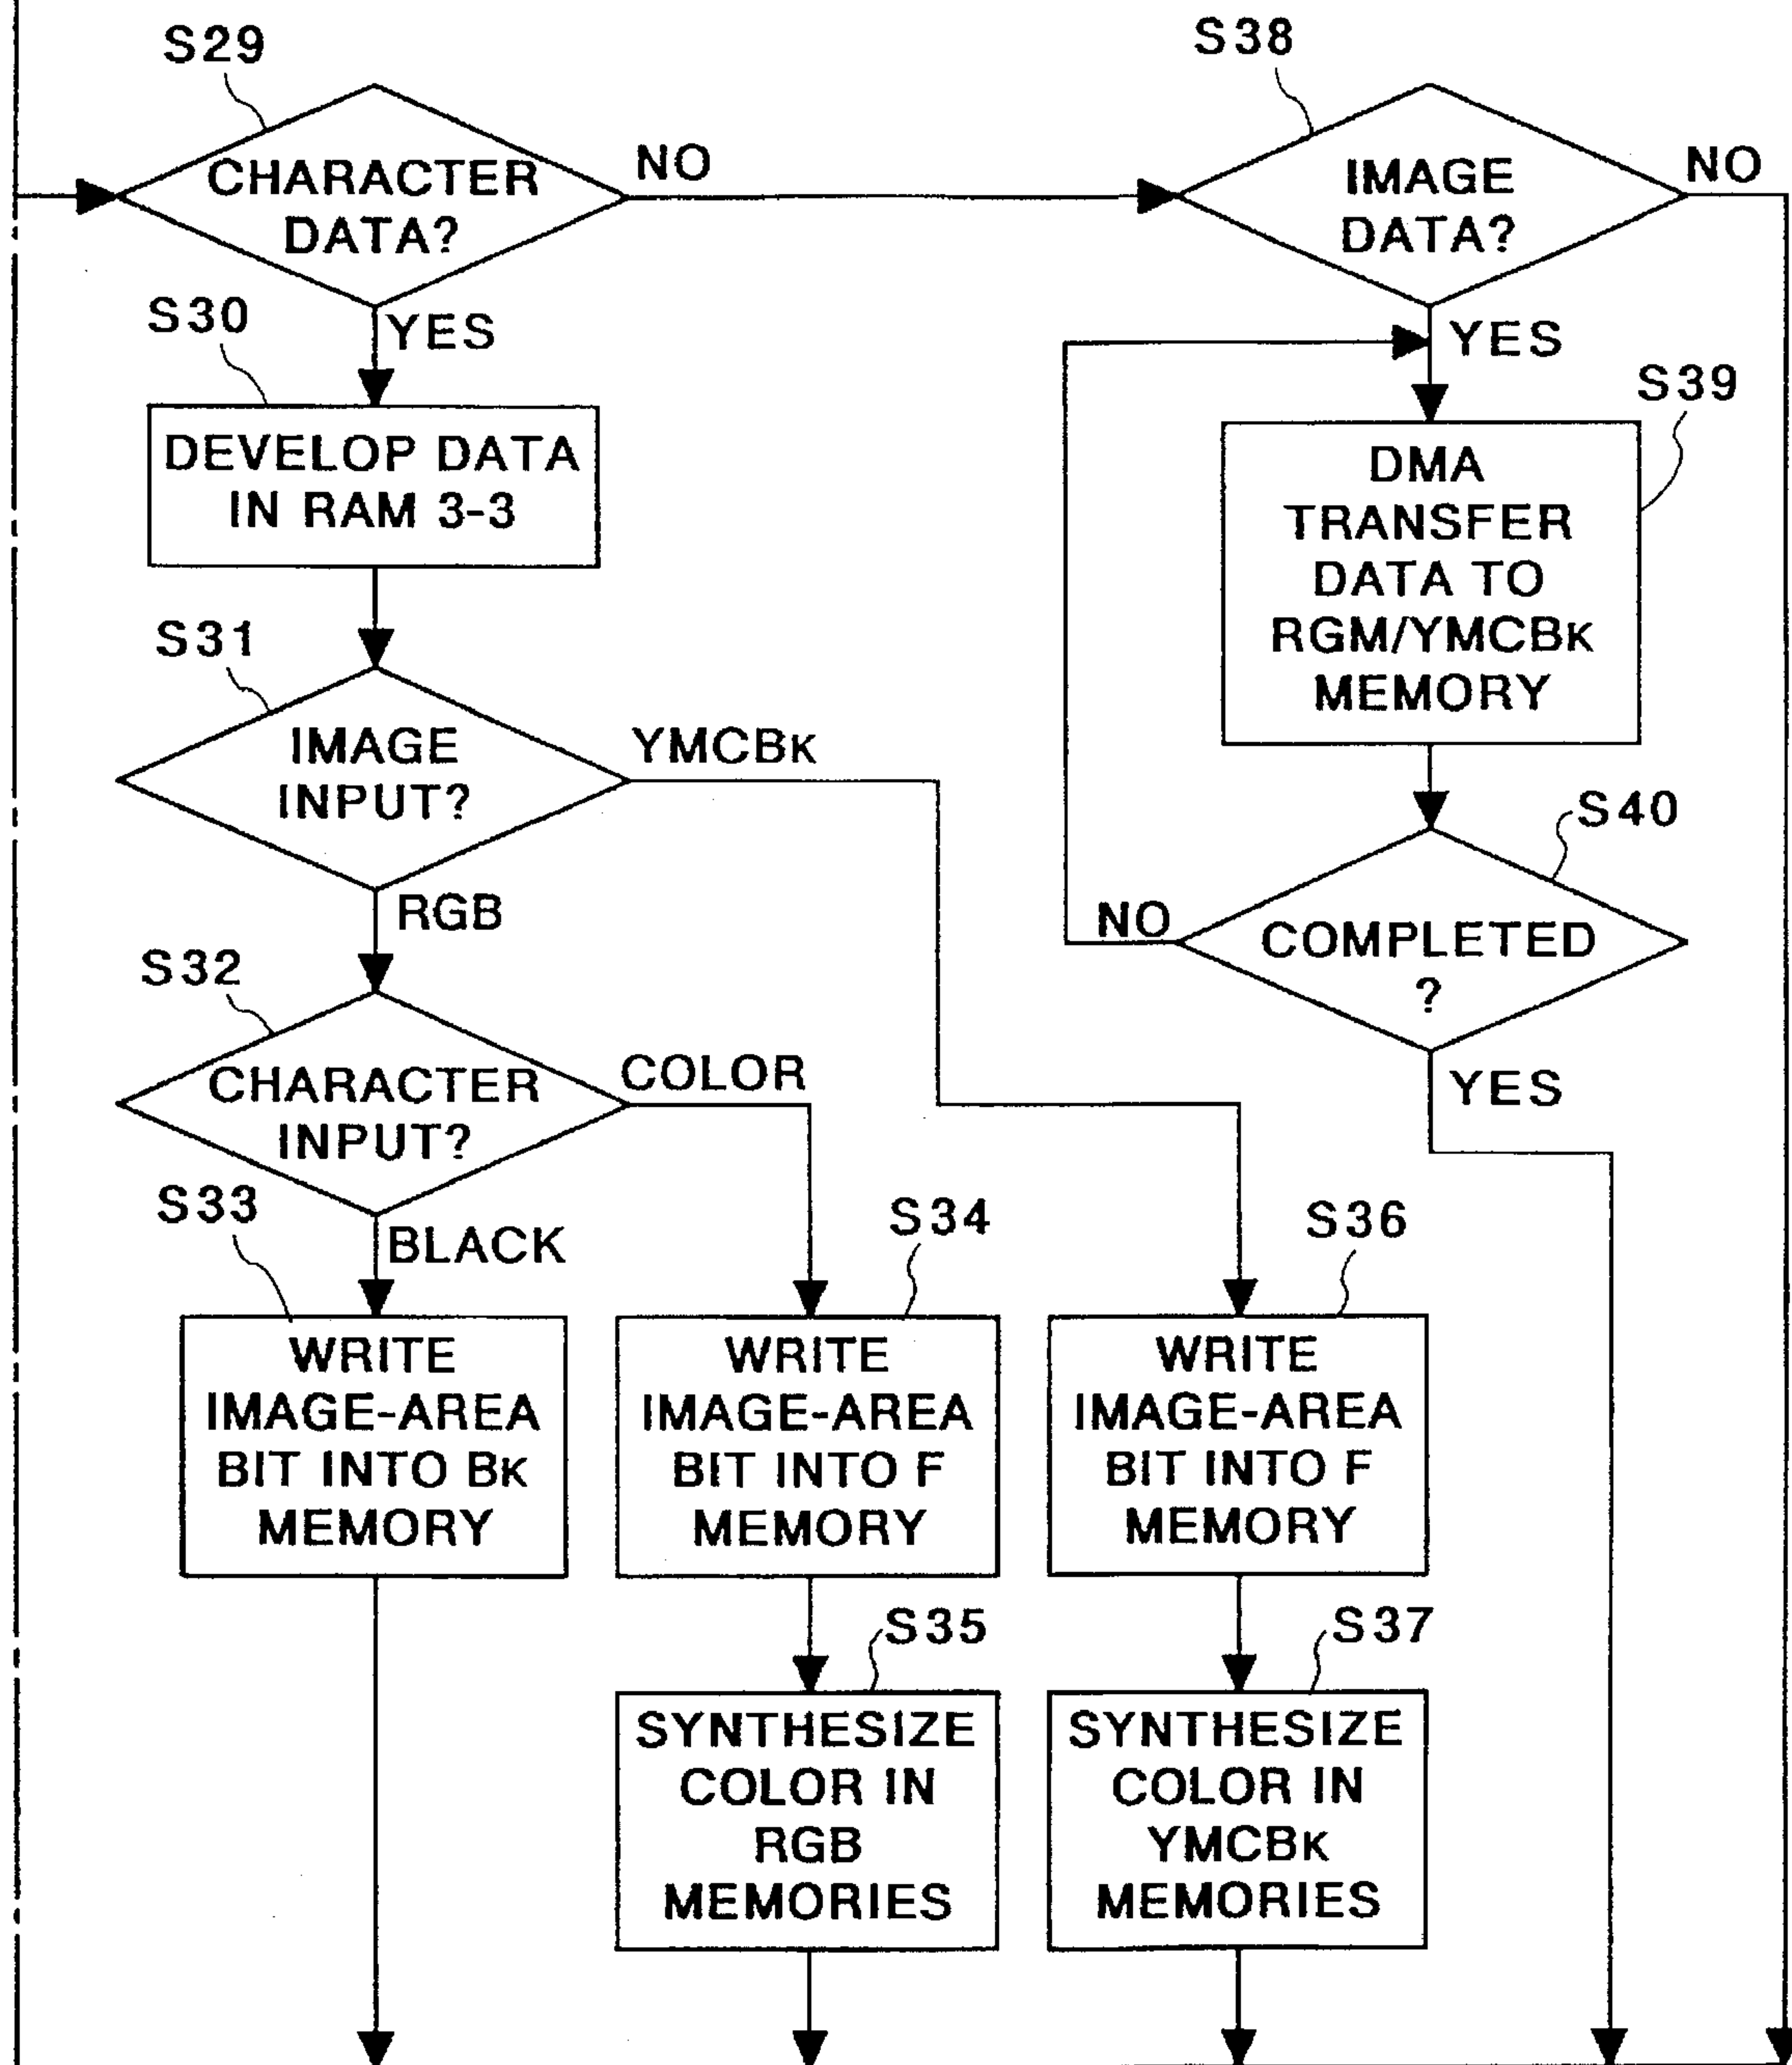 S29
CHARACTER
DATA?
NO
S38
IMAGE
DATA?
NO
YES
S30
DEVELOP DATA
IN RAM 3-3
YES
S39
DMA
TRANSFER
DATA TO
RGM/YMCBK
MEMORY
S31
IMAGE
INPUT?
YMCBK
RGB
S40
COMPLETED
?
NO
YES
S32
CHARACTER
INPUT?
COLOR
BLACK
S33
WRITE
IMAGE-AREA
BIT INTO BK
MEMORY
S34
WRITE
IMAGE-AREA
BIT INTO F
MEMORY
S36
WRITE
IMAGE-AREA
BIT INTO F
MEMORY
S35
SYNTHESIZE
COLOR IN
RGB
MEMORIES
S37
SYNTHESIZE
COLOR IN
YMCBK
MEMORIES